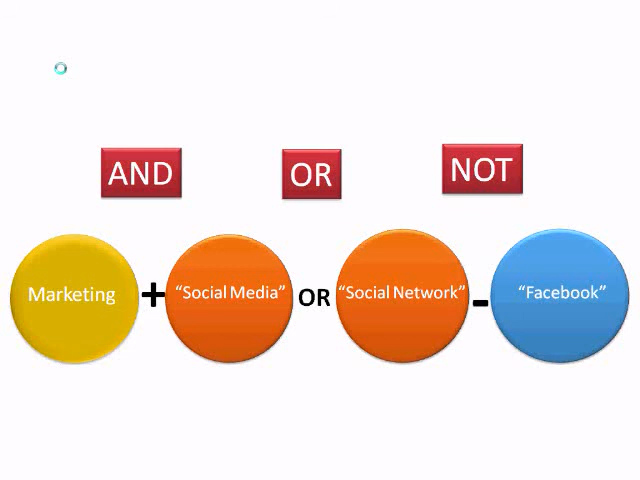 AND OR NOT
Marketing + “Social Media” OR “Social Network” - “Facebook”